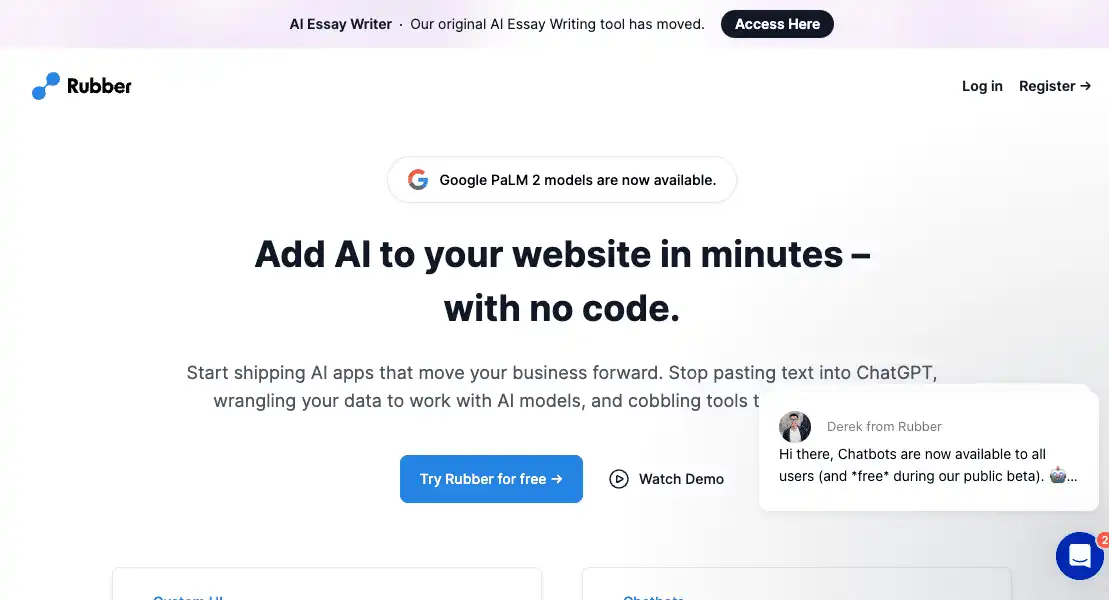 AI Essay Writer · Our original AI Essay Writing tool has moved. Access Here
Rubber
Log in Register →
Google PaLM 2 models are now available.
Add AI to your website in minutes –
with no code.
Start shipping AI apps that move your business forward. Stop pasting text into ChatGPT,
wrangling your data to work with AI models, and cobbling tools
Derek from Rubber
Hi there, Chatbots are now available to all
users (and *free* during our public beta). 🤖...
Try Rubber for free →
Watch Demo
2
Custom UI
Chatbots